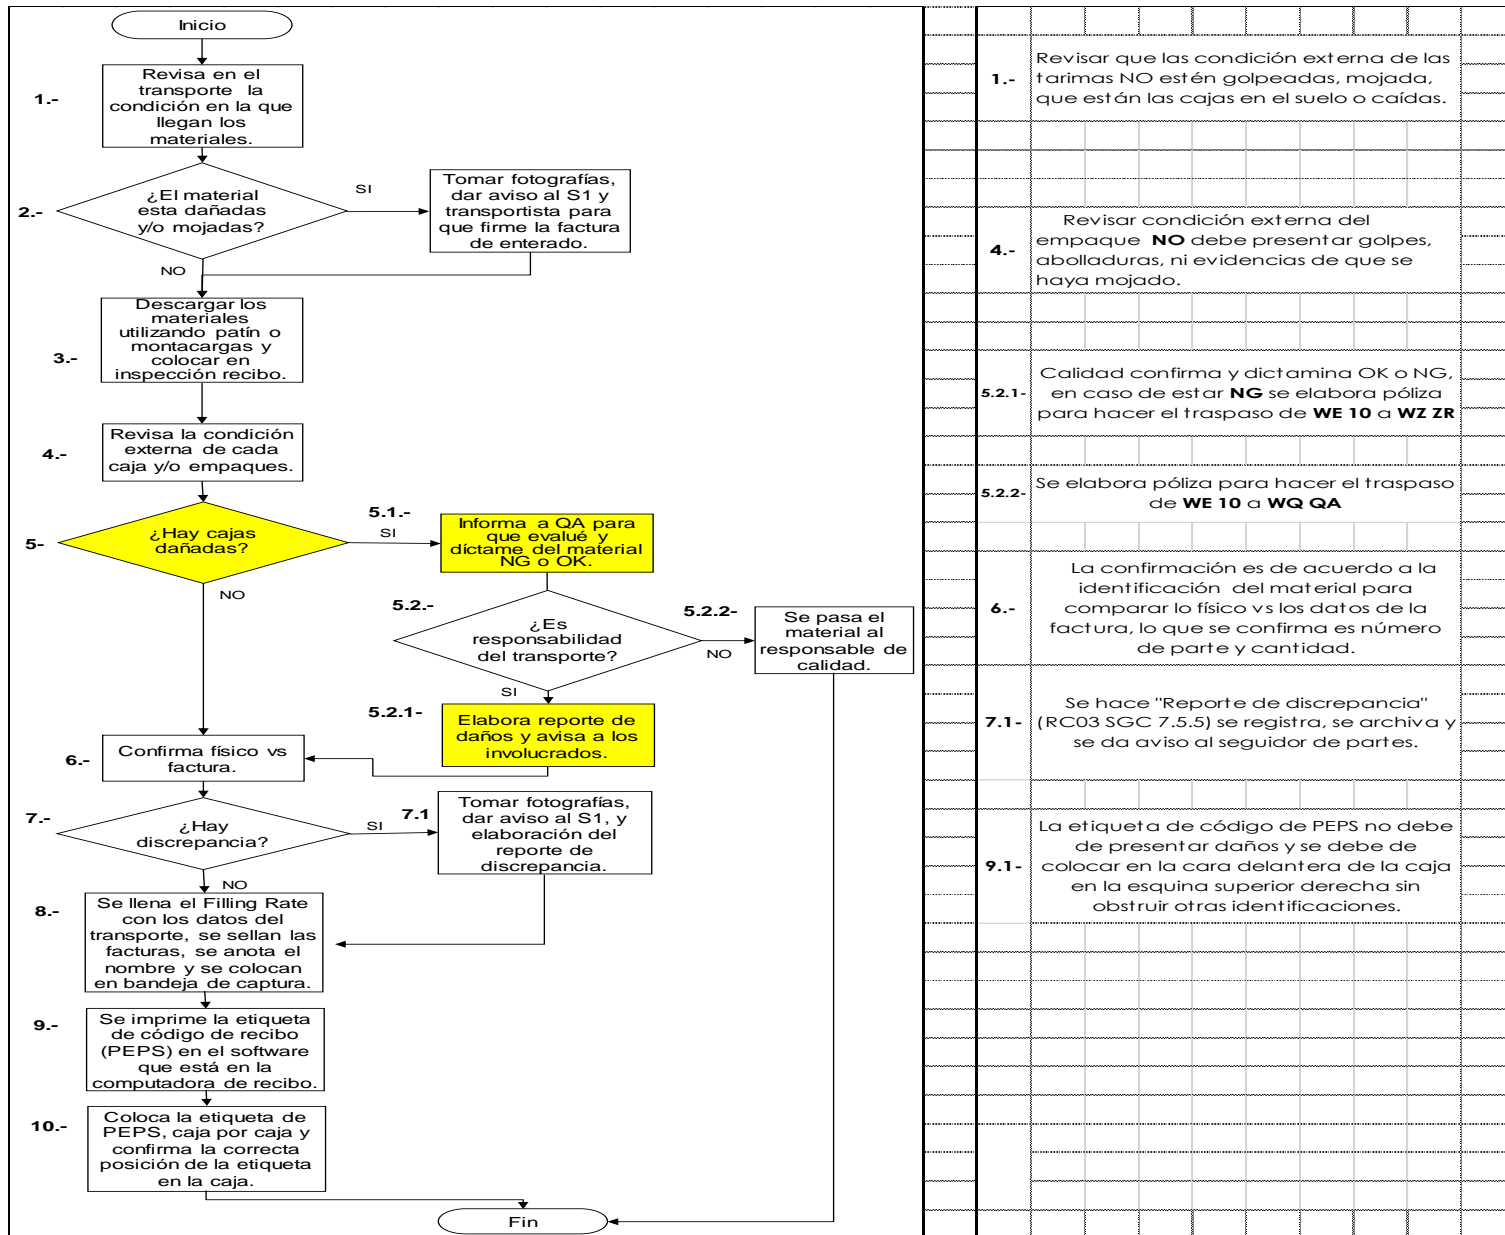 Inicio
1.-
Revisa en el
transporte la
condición en la que
llegan los
materiales.
2.-
¿El material
esta dañadas
y/o mojadas?
SI
Tomar fotografías,
dar aviso al S1 y
transportista para
que firme la factura
de enterado.
NO
3.-
Descargar los
materiales
utilizando patín o
montacargas y
colocar en
inspección recibo.
4.-
Revisa la condición
externa de cada
caja y/o empaques.
5-
¿Hay cajas
dañadas?
SI
5.1.-
Informa a QA para
que evalué y
díctame del material
NG o OK.
NO
5.2.-
¿Es
responsabilidad
del transporte?
5.2.2-
NO
Se pasa el
material al
responsable de
calidad.
SI
5.2.1-
Elabora reporte de
daños y avisa a los
involucrados.
6.-
Confirma físico vs
factura.
7.-
¿Hay
discrepancia?
SI
7.1
Tomar fotografías,
dar aviso al S1, y
elaboración del
reporte de
discrepancia.
NO
8.-
Se llena el Filling Rate
con los datos del
transporte, se sellan las
facturas, se anota el
nombre y se colocan
en bandeja de captura.
9.-
Se imprime la etiqueta
de código de recibo
(PEPS) en el software
que está en la
computadora de recibo.
10.-
Coloca la etiqueta de
PEPS, caja por caja y
confirma la correcta
posición de la etiqueta
en la caja.
Fin
1.-
Revisar que las condición externa de las
tarimas NO estén golpeadas, mojada,
que están las cajas en el suelo o caídas.
4.-
Revisar condición externa del
empaque NO debe presentar golpes,
abolladuras, ni evidencias de que se
haya mojado.
5.2.1-
Calidad confirma y dictamina OK o NG,
en caso de estar NG se elabora póliza
para hacer el traspaso de WE 10 a WZ ZR
5.2.2-
Se elabora póliza para hacer el traspaso
de WE 10 a WQ QA
6.-
La confirmación es de acuerdo a la
identificación del material para
comparar lo físico vs los datos de la
factura, lo que se confirma es número
de parte y cantidad.
7.1-
Se hace "Reporte de discrepancia"
(RC03 SGC 7.5.5) se registra, se archiva y
se da aviso al seguidor de partes.
9.1-
La etiqueta de código de PEPS no debe
de presentar daños y se debe de
colocar en la cara delantera de la caja
en la esquina superior derecha sin
obstruir otras identificaciones.